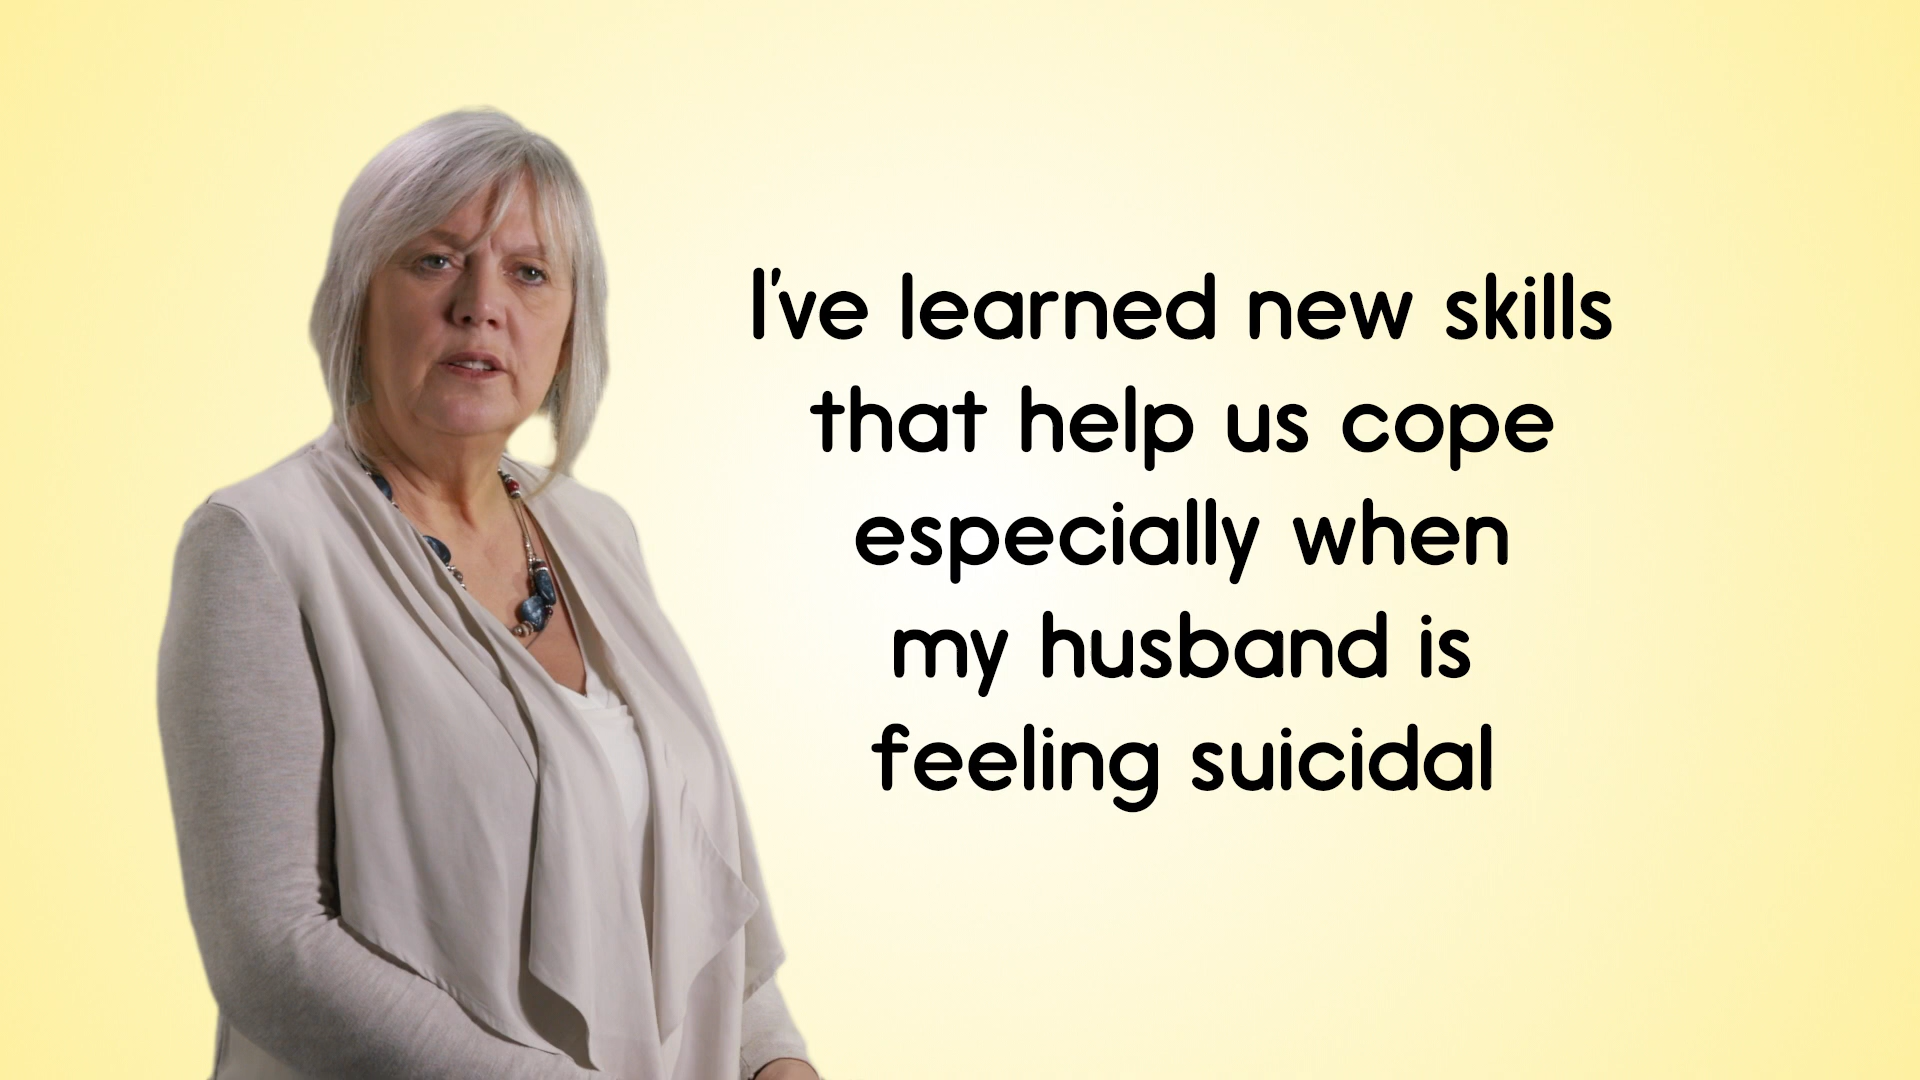 I've learned new skills
that help us cope
especially when
my husband is
feeling suicidal